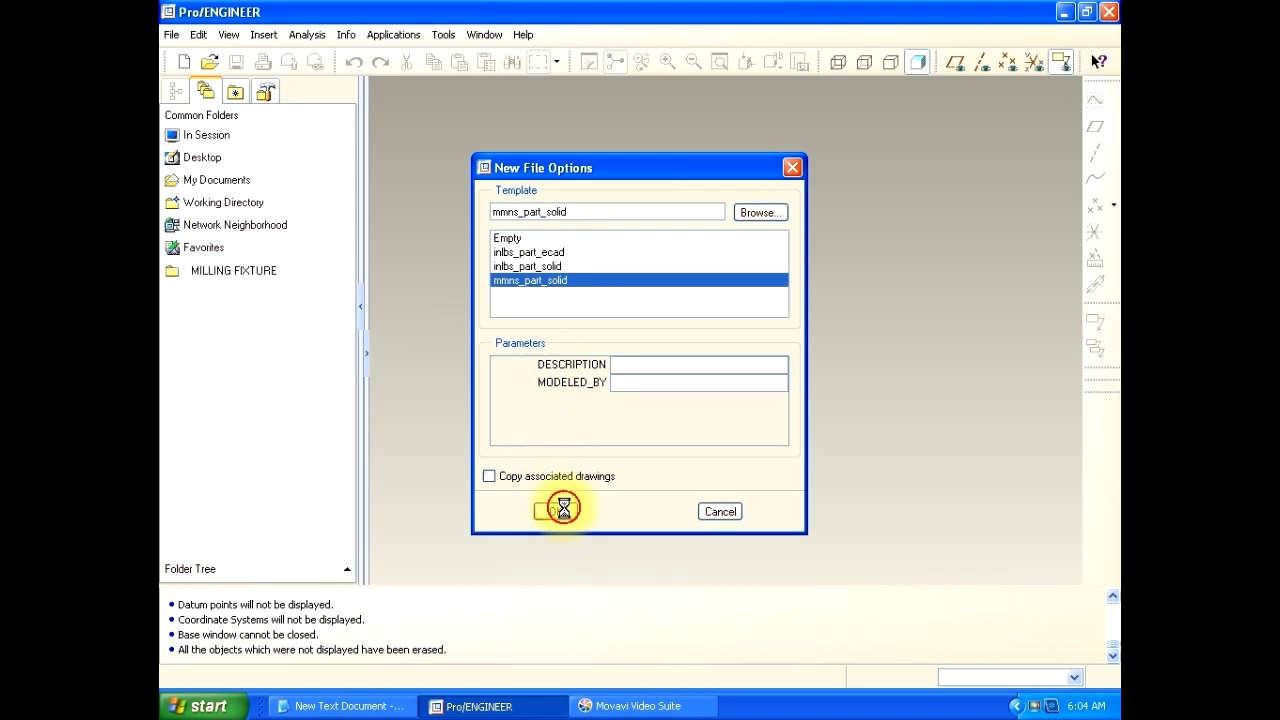 Pro/ENGINEER
File Edit View Insert Info Analysis Applications Tools Window Help
Common Folders
In Session
Desktop
My Documents
Working Directory
Network Neighborhood
Favorites
MILLING FIXTURE
Folder Tree
New File Options
Template
mmns_part_solid
Browse...
Empty
inlbs_part_ecad
inlbs_part_solid
mmns_part_solid
Parameters
DESCRIPTION
MODELED_BY
Copy associated drawings
Cancel
• Datum points will not be displayed.
• Coordinate Systems will not be displayed.
• Base window cannot be closed.
• All the objects which were not displayed have been erased.
start New Text Document -... Pro/ENGINEER Movavi Video Suite 6:04 AM